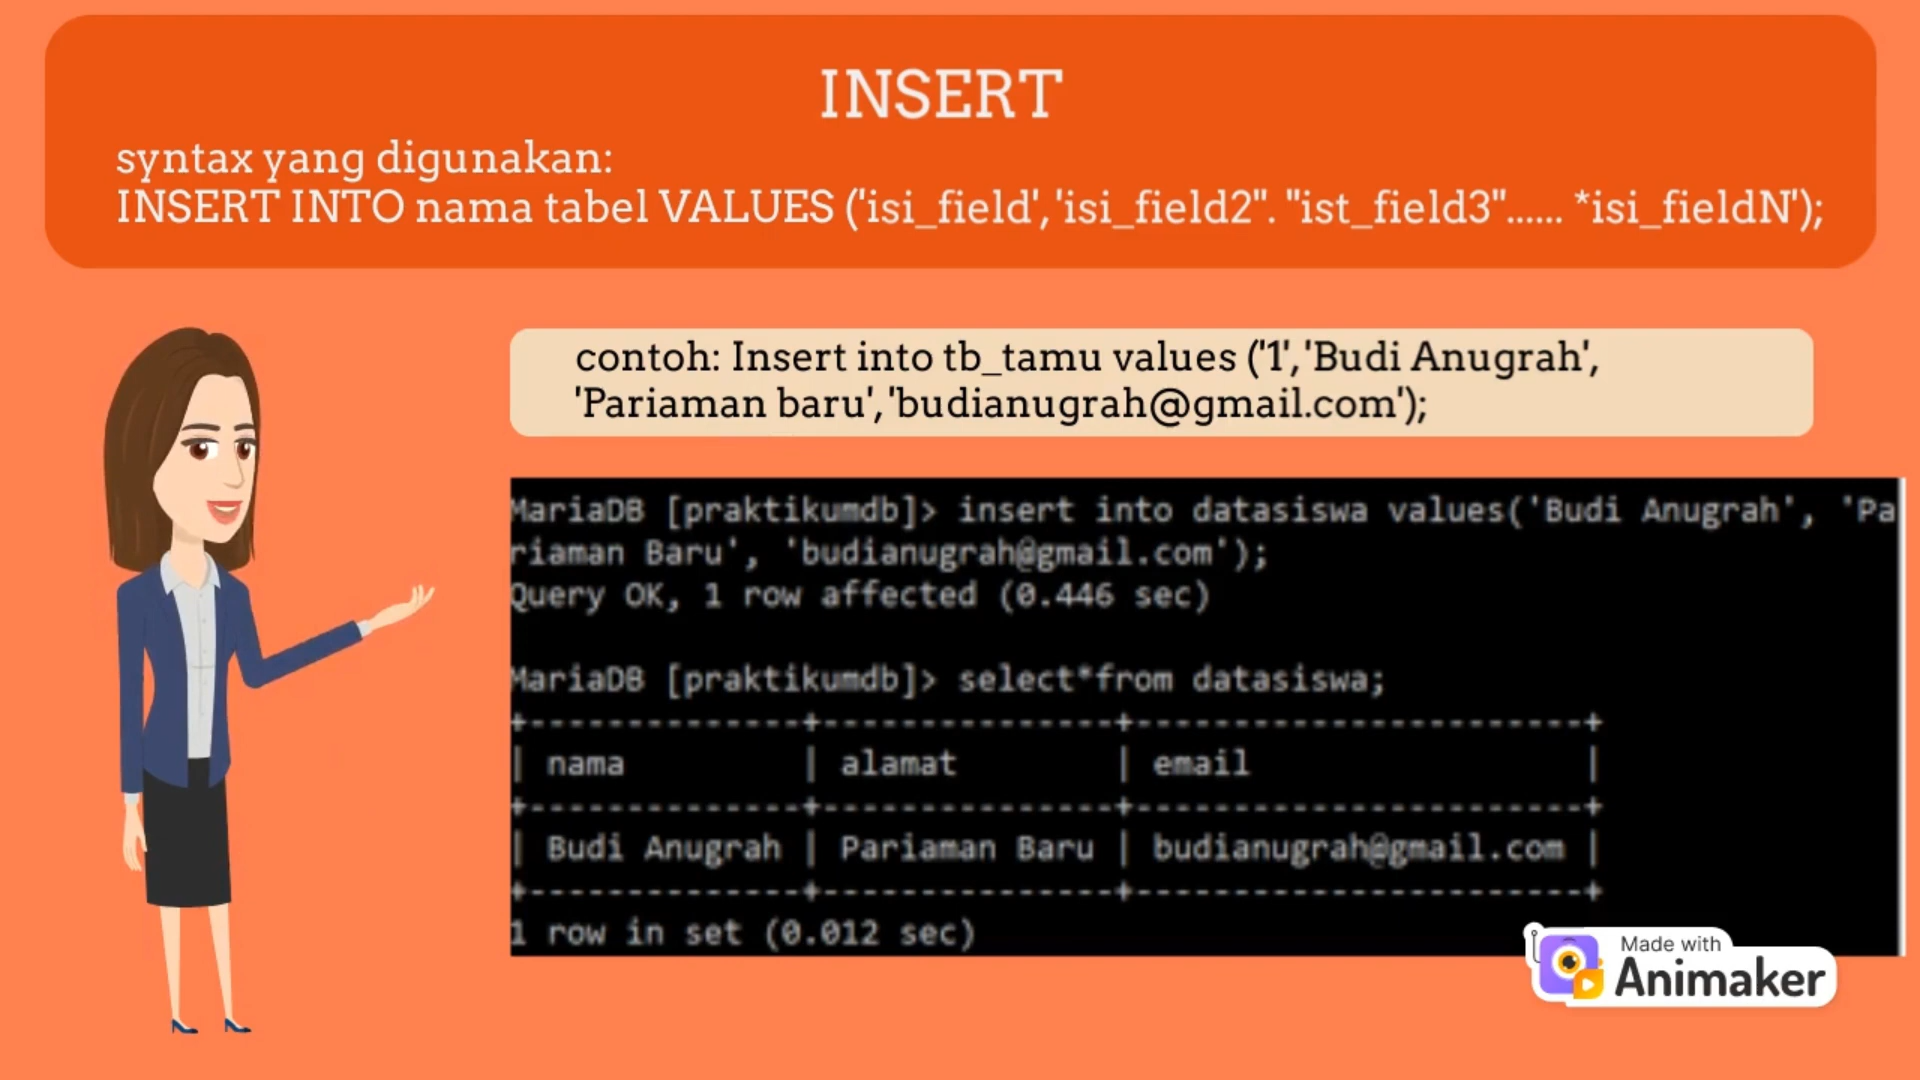 INSERT
syntax yang digunakan:
INSERT INTO nama tabel VALUES ('isi_field','isi_field2". "ist_field3"...... *isi_fieldN');
contoh: Insert into tb_tamu values ('1','Budi Anugrah',
'Pariaman baru','budianugrah@gmail.com');
MariaDB [praktikumdb]> insert into datasiswa values('Budi Anugrah', 'Pa
riaman Baru', 'budianugrah@gmail.com');
Query OK, 1 row affected (0.446 sec)
MariaDB [praktikumdb]> select*from datasiswa;
+--------------+---------------+-----------------------+
| nama         | alamat        | email                 |
+--------------+---------------+-----------------------+
| Budi Anugrah | Pariaman Baru | budianugrah@gmail.com |
+--------------+---------------+-----------------------+
1 row in set (0.012 sec)
Made with
Animaker